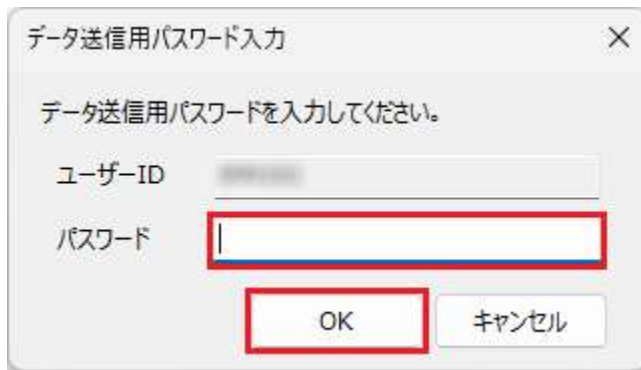 データ送信用パスワード入力
データ送信用パスワードを入力してください。
ユーザーID
パスワード
OK キャンセル